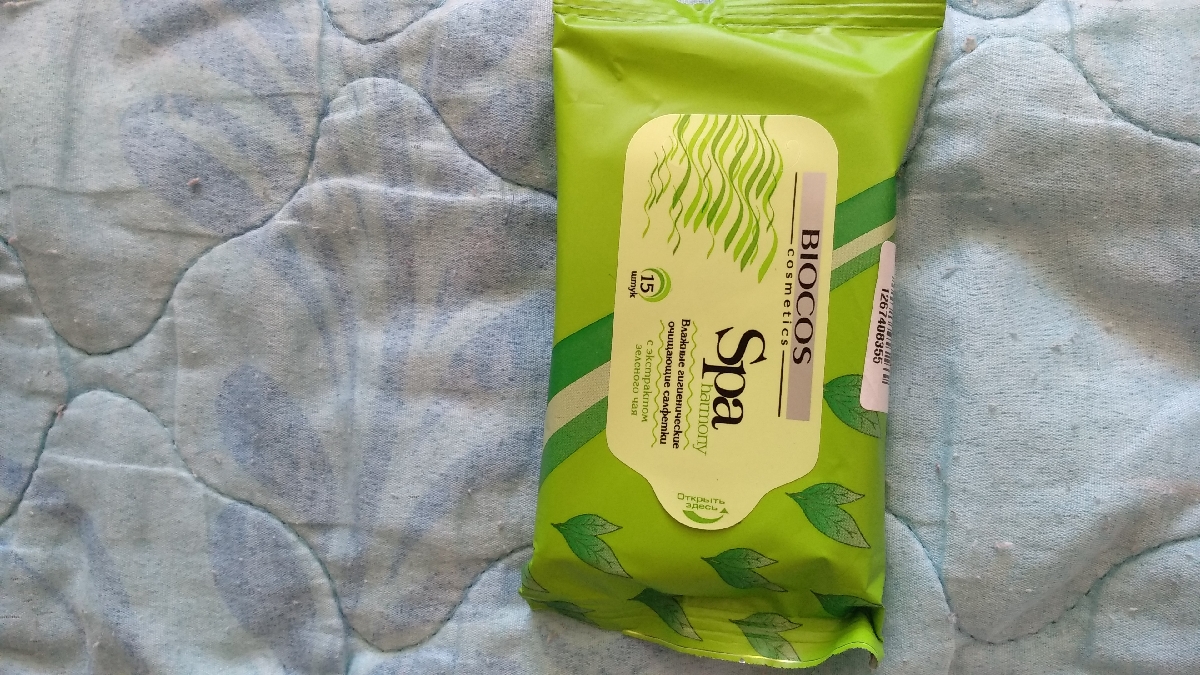 BIOCOS
cosmetics
Spa
harmony
Влажные гигиенические
очищающие салфетки
с экстрактом
зеленого чая
15
штук
Открыть
здесь
1267408355